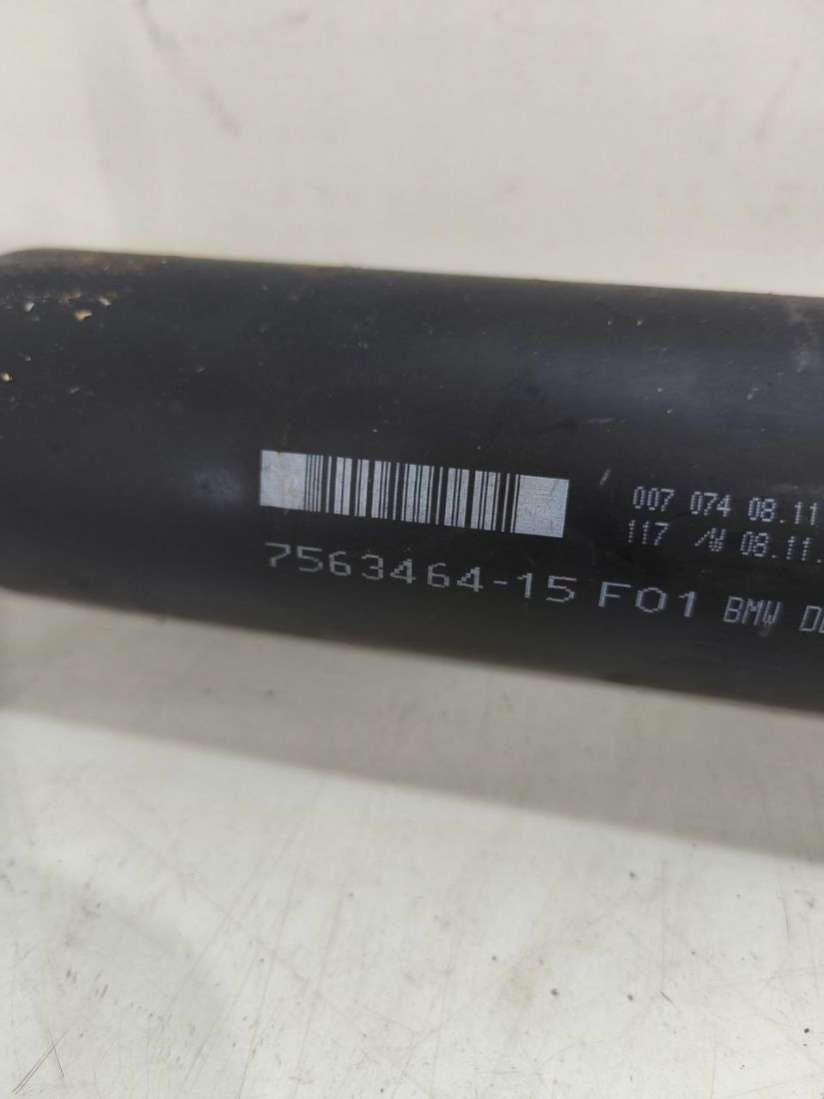 007 074 08.11
117 /W 08.11.
7563464-15 F01 BMW